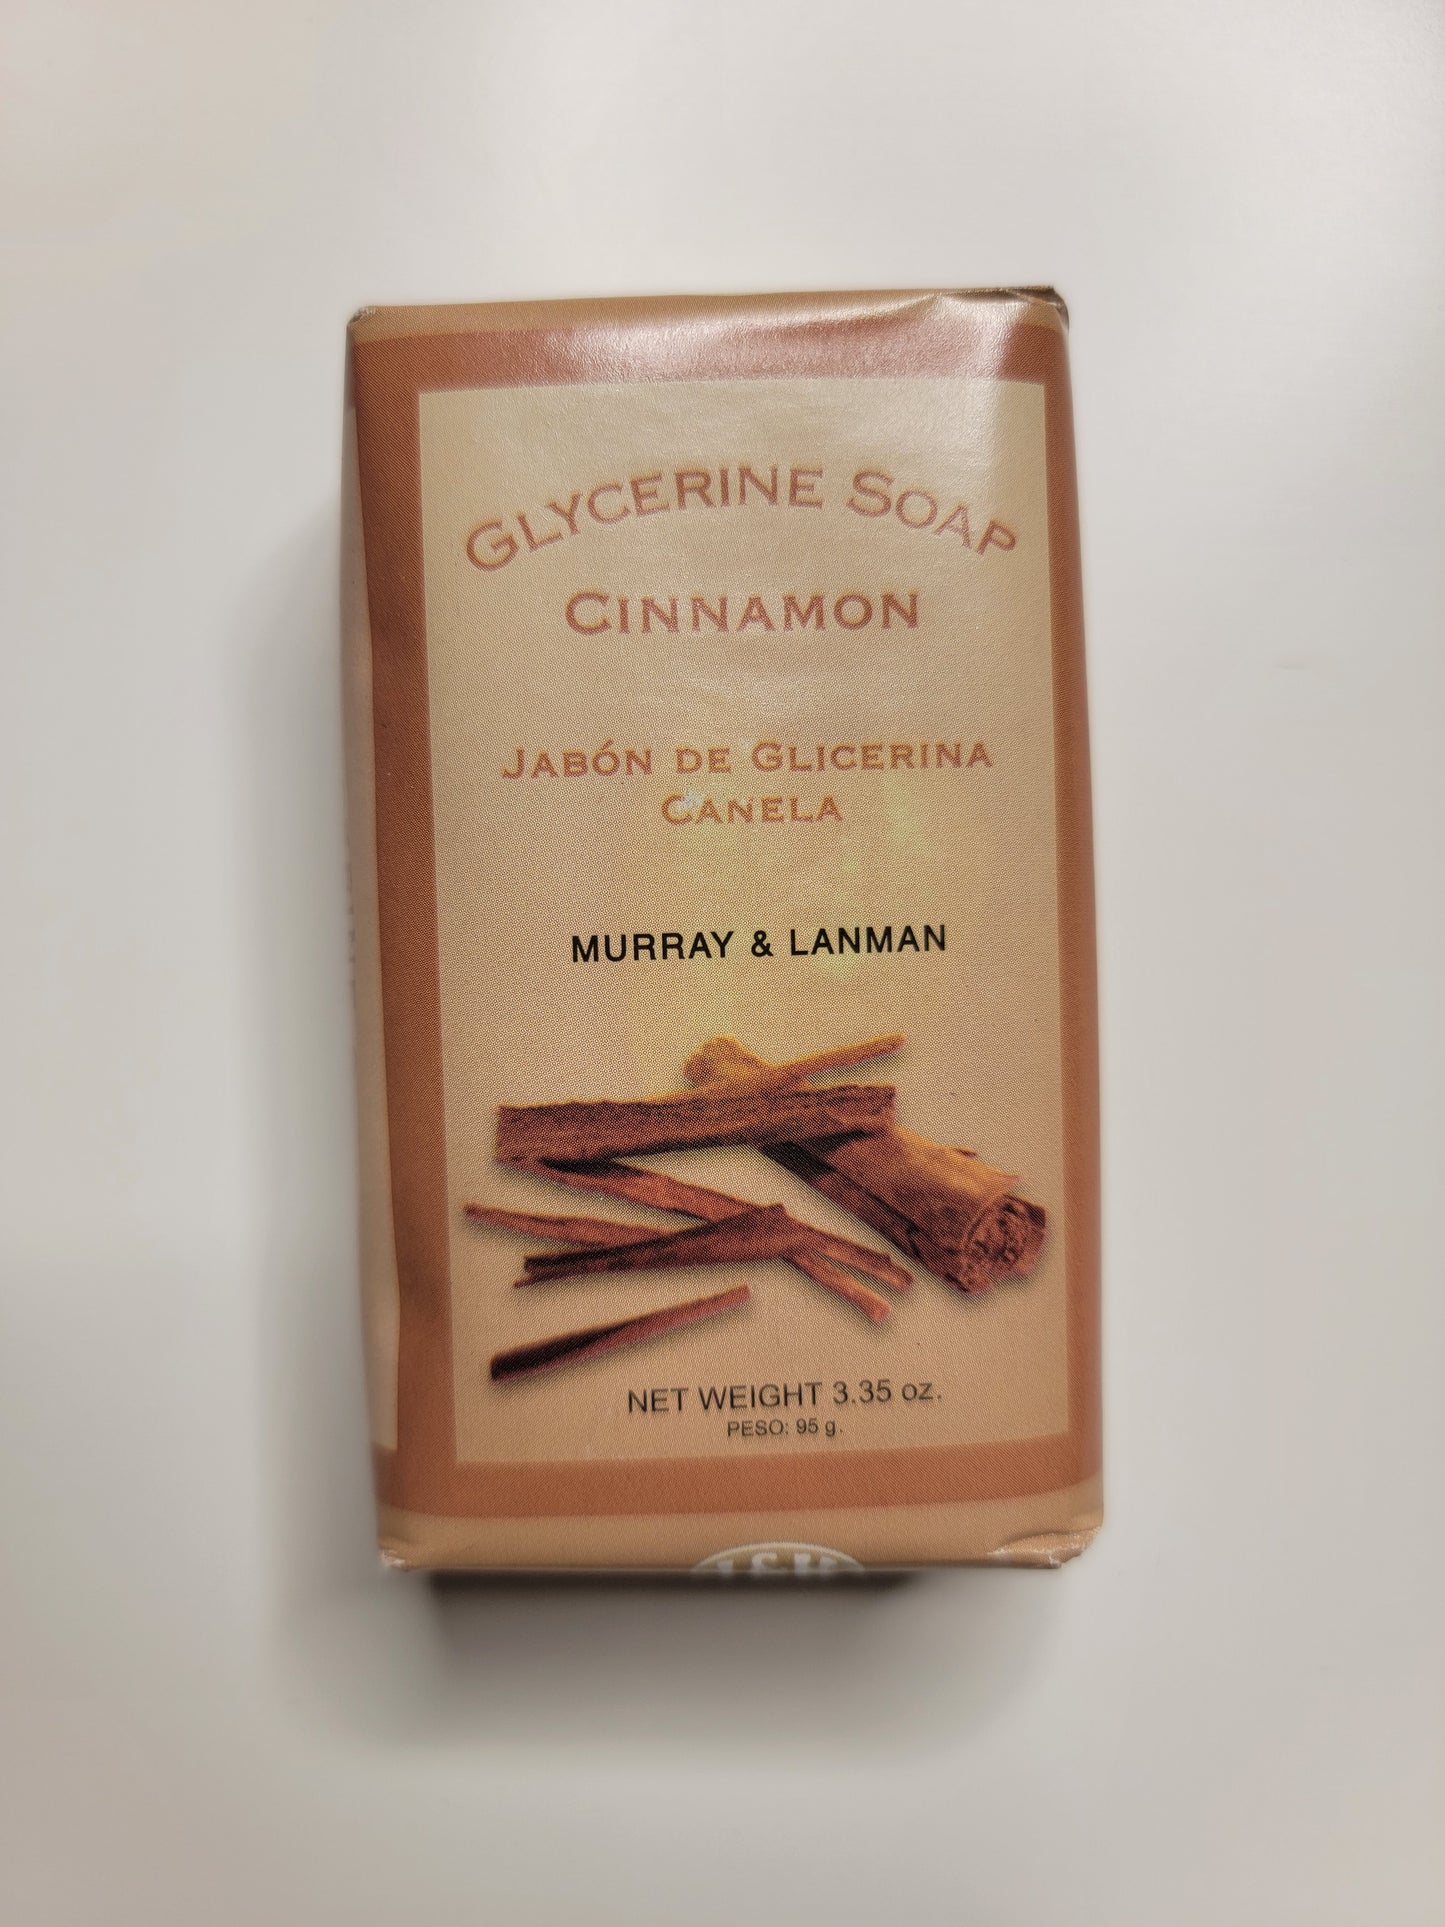 GLYCERINE SOAP
CINNAMON
JABÓN DE GLICERINA
CANELA
MURRAY & LANMAN
NET WEIGHT 3.35 oz.
PESO: 95 g.